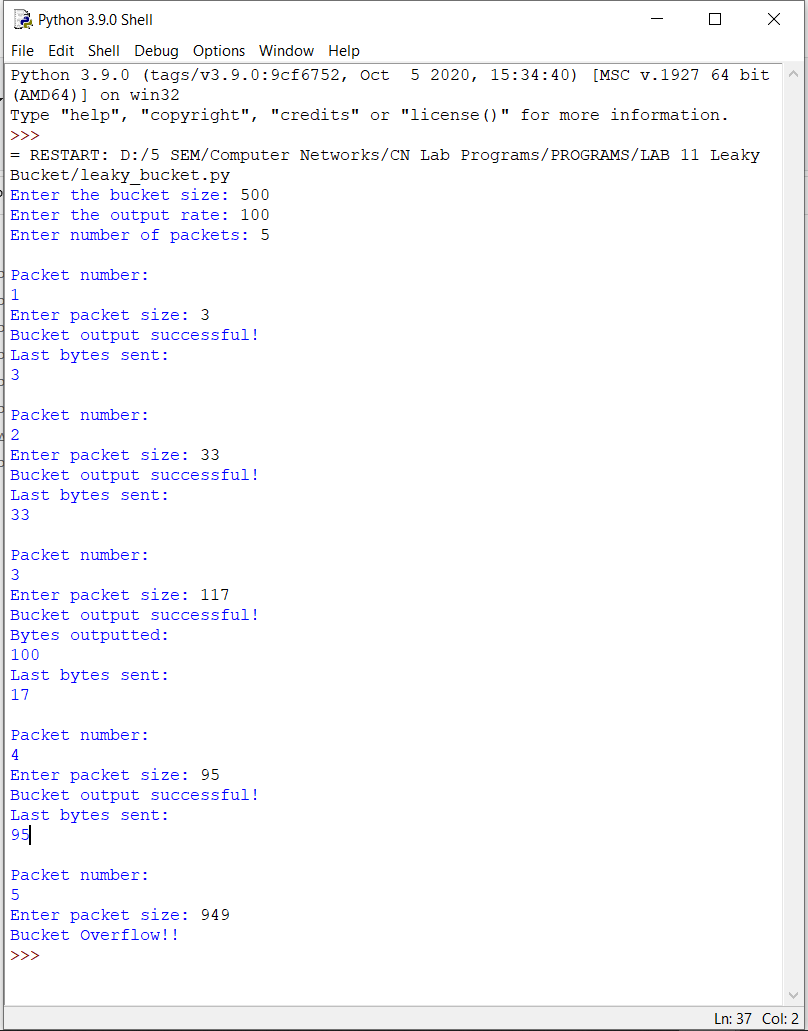 Python 3.9.0 Shell
File Edit Shell Debug Options Window Help
Python 3.9.0 (tags/v3.9.0:9cf6752, Oct  5 2020, 15:34:40) [MSC v.1927 64 bit
(AMD64)] on win32
Type "help", "copyright", "credits" or "license()" for more information.
>>>
= RESTART: D:/5 SEM/Computer Networks/CN Lab Programs/PROGRAMS/LAB 11 Leaky
Bucket/leaky_bucket.py
Enter the bucket size: 500
Enter the output rate: 100
Enter number of packets: 5

Packet number:
1
Enter packet size: 3
Bucket output successful!
Last bytes sent:
3

Packet number:
2
Enter packet size: 33
Bucket output successful!
Last bytes sent:
33

Packet number:
3
Enter packet size: 117
Bucket output successful!
Bytes outputted:
100
Last bytes sent:
17

Packet number:
4
Enter packet size: 95
Bucket output successful!
Last bytes sent:
95

Packet number:
5
Enter packet size: 949
Bucket Overflow!!
>>>
Ln: 37 Col: 2